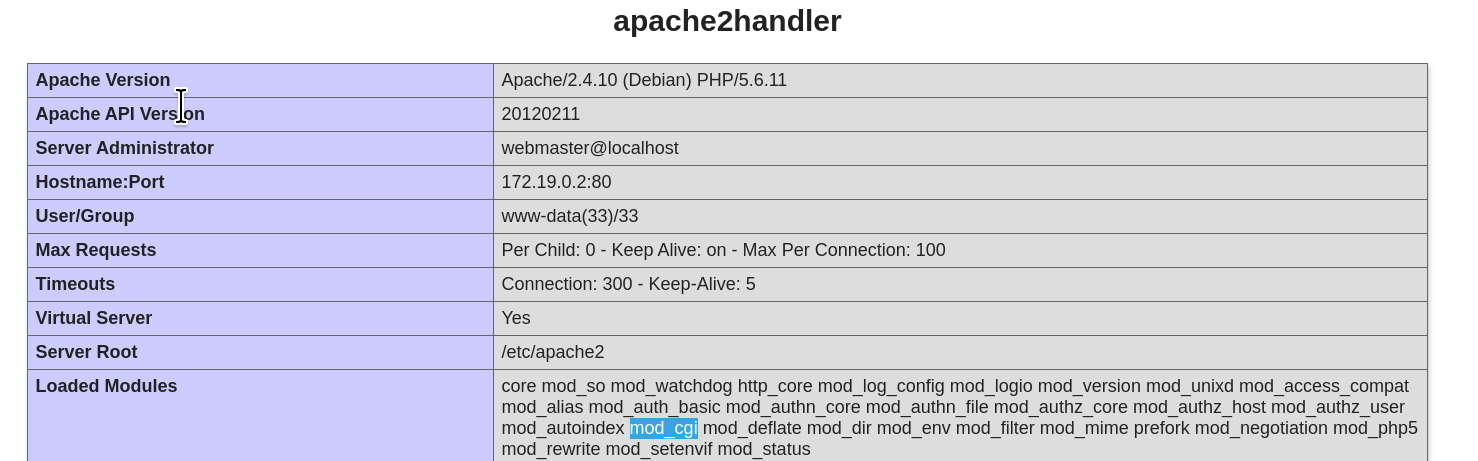 apache2handler
Apache Version Apache/2.4.10 (Debian) PHP/5.6.11
Apache API Version 20120211
Server Administrator webmaster@localhost
Hostname:Port 172.19.0.2:80
User/Group www-data(33)/33
Max Requests Per Child: 0 - Keep Alive: on - Max Per Connection: 100
Timeouts Connection: 300 - Keep-Alive: 5
Virtual Server Yes
Server Root /etc/apache2
Loaded Modules core mod_so mod_watchdog http_core mod_log_config mod_logio mod_version mod_unixd mod_access_compat
mod_alias mod_auth_basic mod_authn_core mod_authn_file mod_authz_core mod_authz_host mod_authz_user
mod_autoindex mod_cgi mod_deflate mod_dir mod_env mod_filter mod_mime prefork mod_negotiation mod_php5
mod_rewrite mod_setenvif mod_status